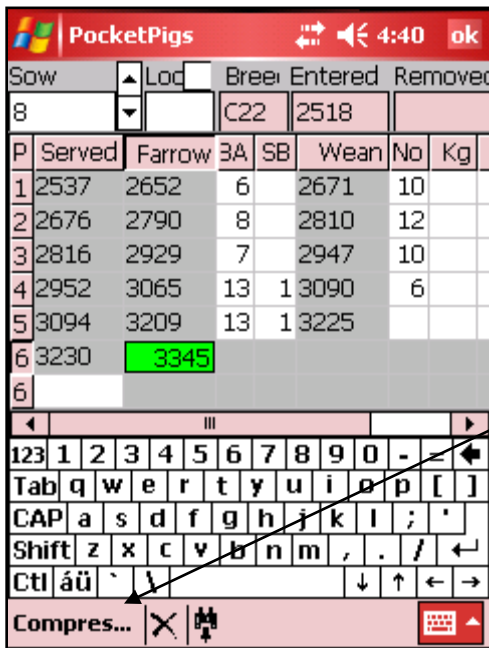 PocketPigs 4:40 ok
Sow Loc Breer Entered Removed
8 C22 2518
P Served Farrow BA SB Wean No Kg
1 2537 2652 6 2671 10
2 2676 2790 8 2810 12
3 2816 2929 7 2947 10
4 2952 3065 13 1 3090 6
5 3094 3209 13 1 3225
6 3230 3345
6
123 1 2 3 4 5 6 7 8 9 0 - =
Tab q w e r t y u i o p [ ]
CAP a s d f g h j k l ; '
Shift z x c v b n m , . /
Ctl áü ` \
Compres...